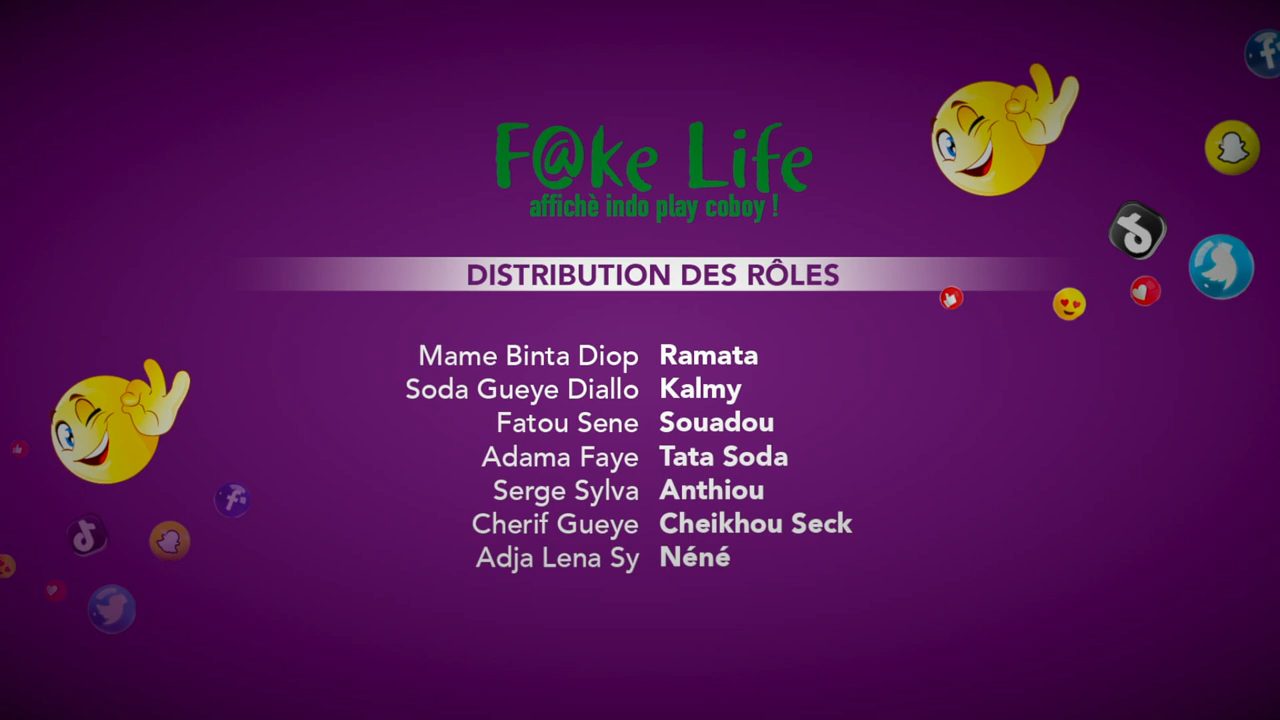 F@ke Life
affichè indo play coboy !
DISTRIBUTION DES RÔLES
Mame Binta Diop Ramata
Soda Gueye Diallo Kalmy
Fatou Sene Souadou
Adama Faye Tata Soda
Serge Sylva Anthiou
Cherif Gueye Cheikhou Seck
Adja Lena Sy Néné